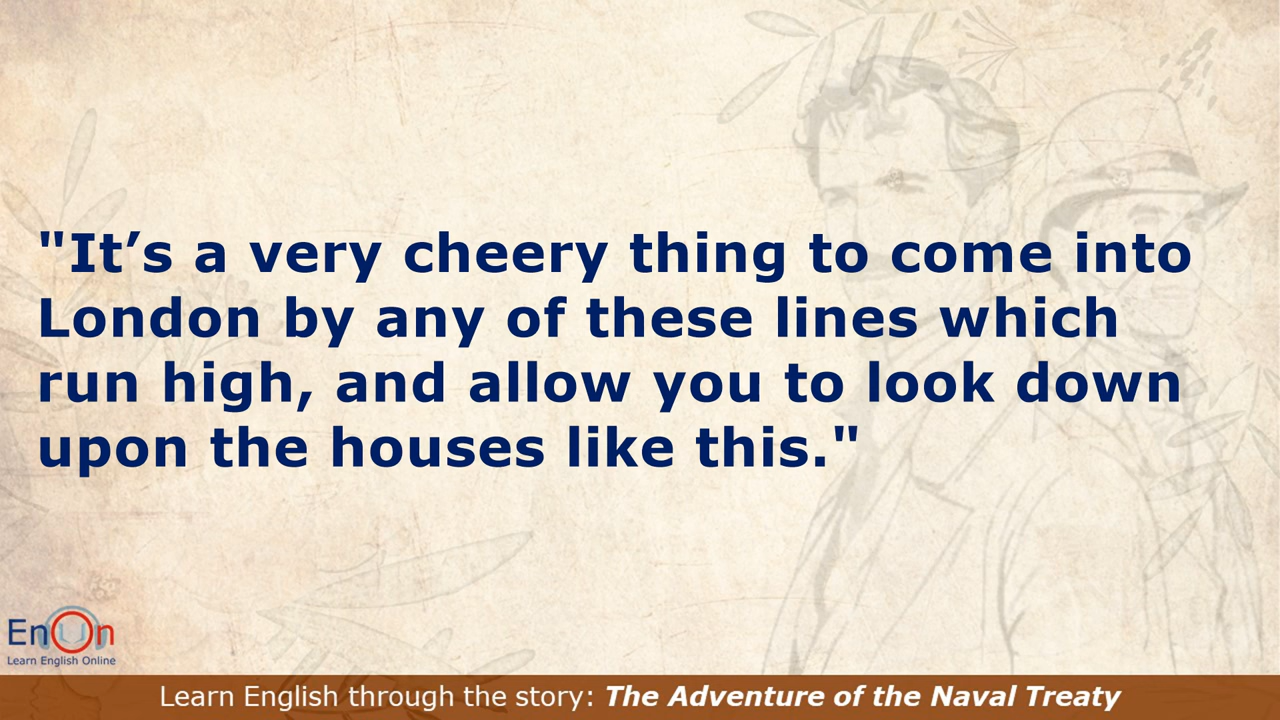 "It’s a very cheery thing to come into
London by any of these lines which
run high, and allow you to look down
upon the houses like this."
EnOn
Learn English Online
Learn English through the story: The Adventure of the Naval Treaty